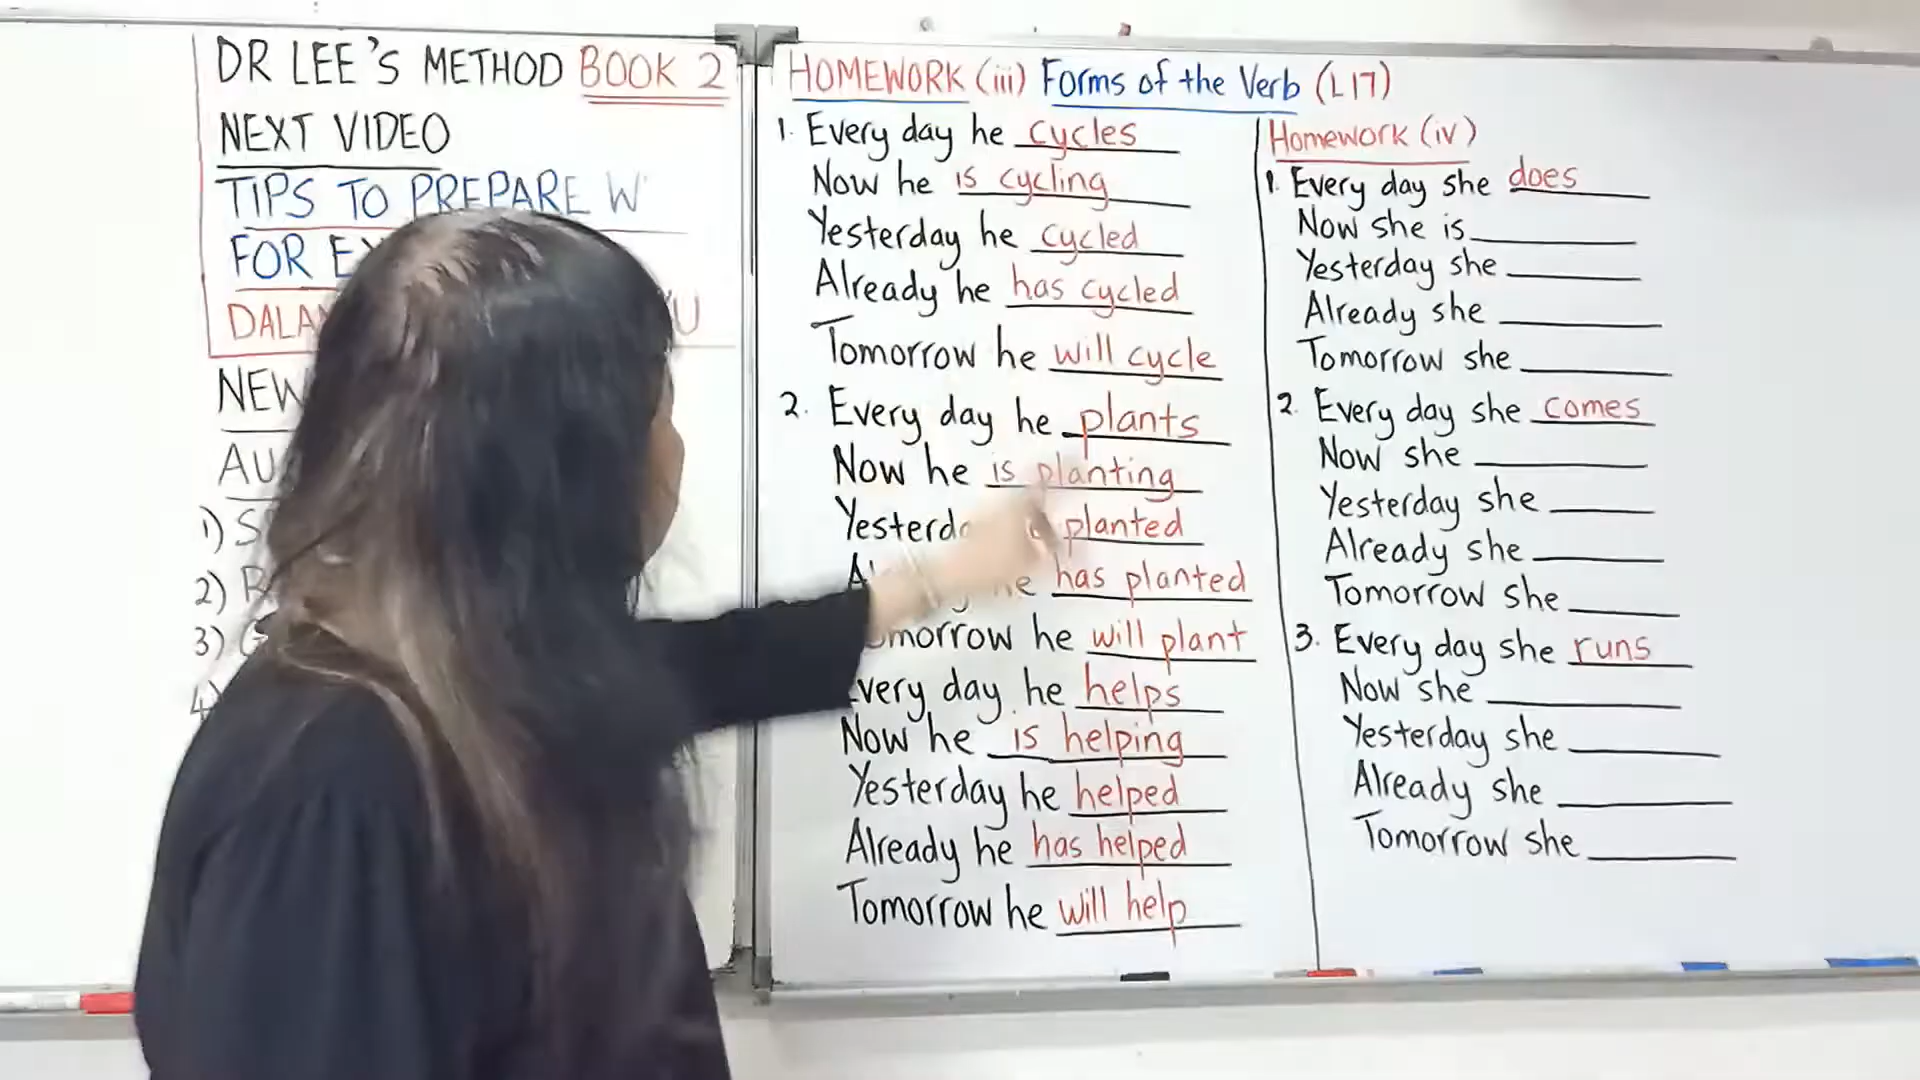 DR LEE'S METHOD BOOK 2
NEXT VIDEO
TIPS TO PREPARE
FOR
NEW
1)
2)
3)
4)
HOMEWORK (iii) Forms of the Verb (L17)
1. Every day he cycles
Now he is cycling
Yesterday he cycled
Already he has cycled
Tomorrow he will cycle
2. Every day he plants
Now he is planting
planted
he has planted
he will plant
day he helps
Now he is helping
Yesterday he helped
Already he has helped
Tomorrow he will help
Homework (iv)
1. Every day she does
Now she is
Yesterday she
Already she
Tomorrow she
2. Every day she comes
Now she
Yesterday she
Already she
Tomorrow she
3. Every day she runs
Now she
Yesterday she
Already she
Tomorrow she